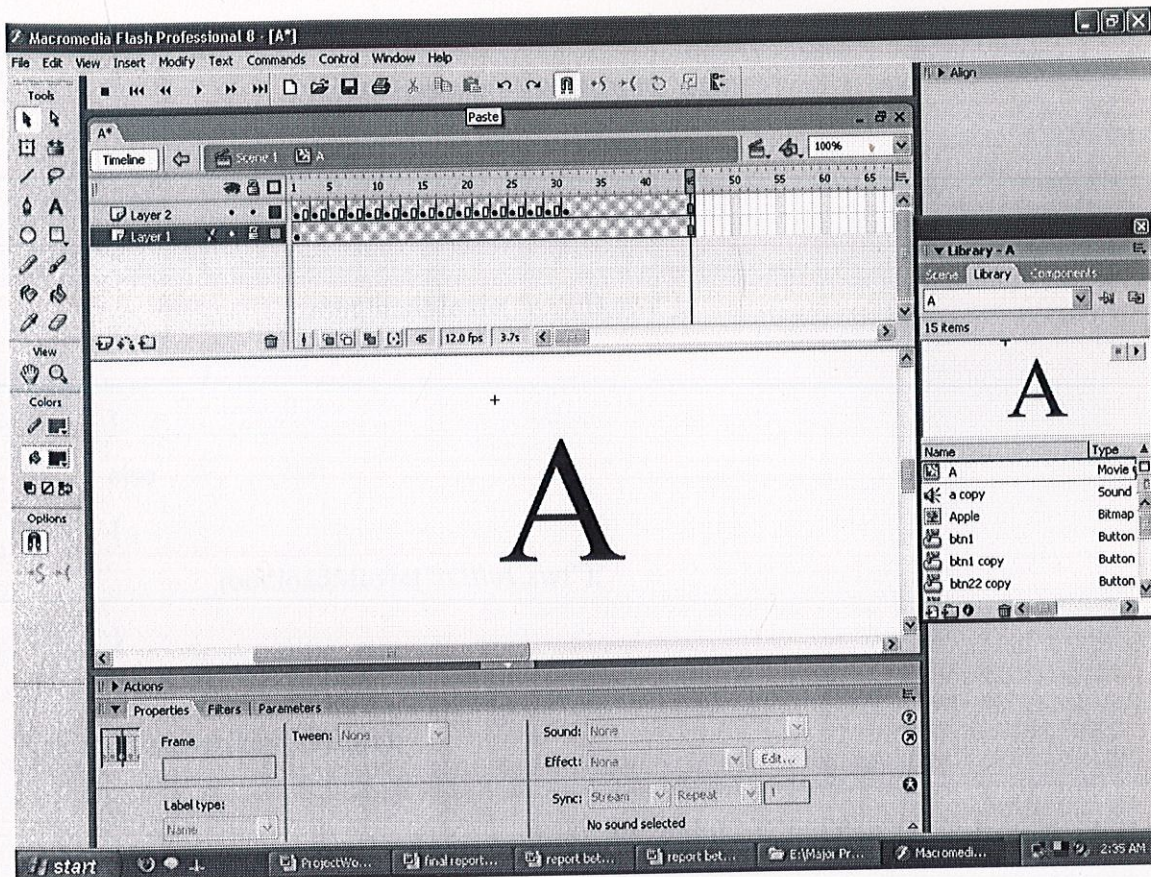 Macromedia Flash Professional 8 - [A*]
File Edit View Insert Modify Text Commands Control Window Help
Tools
Paste
Align
A*
Timeline Scene 1 A 100%
1 5 10 15 20 25 30 35 40 45 50 55 60 65
Layer 2
Layer 1
45 12.0 fps 3.7s
View
Colors
Options
A
Library - A
Scene Library Components
A
15 items
A
Name Type
A Movie
a copy Sound
Apple Bitmap
btn1 Button
btn1 copy Button
btn22 copy Button
Actions
Properties Filters Parameters
Frame
Label type:
Name
Tween: None
Sound: None
Effect: None Edit...
Sync: Stream Repeat 1
No sound selected
start ProjectWo... final report... report bet... report bet... E:\Major Pr... Macromedi... 2:35 AM